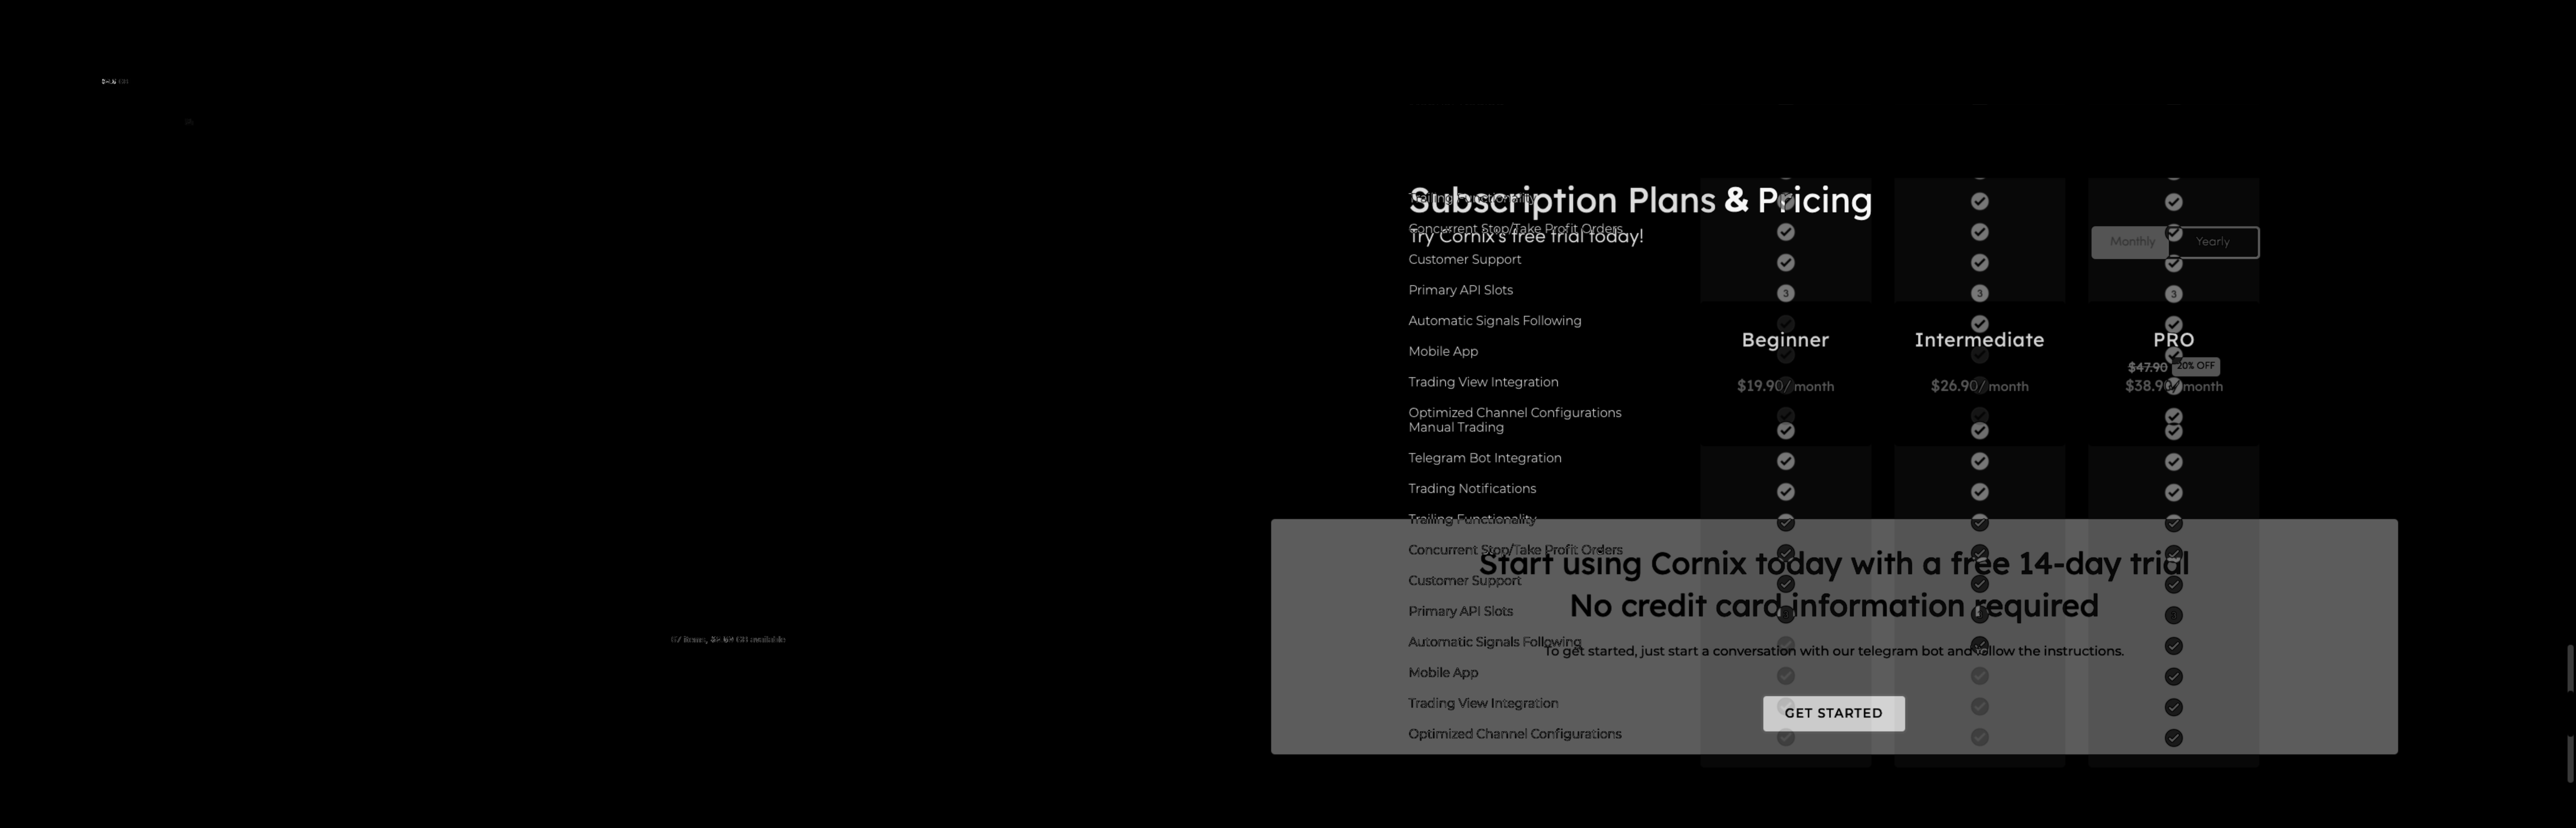 Subscription Plans & Pricing
Trailing Functionality
Concurrent Stop/Take Profit Orders
Try Cornix's free trial today!
Monthly Yearly
Customer Support
Primary API Slots 3 3 3
Automatic Signals Following
Beginner Intermediate PRO
Mobile App
$47.90 20% OFF
Trading View Integration
$19.90/month $26.90/month $38.90/month
Optimized Channel Configurations
Manual Trading
Telegram Bot Integration
Trading Notifications
Trailing Functionality
Concurrent Stop/Take Profit Orders
Start using Cornix today with a free 14-day trial
Customer Support
No credit card information required
Primary API Slots
Automatic Signals Following
To get started, just start a conversation with our telegram bot and follow the instructions.
Mobile App
Trading View Integration
GET STARTED
Optimized Channel Configurations